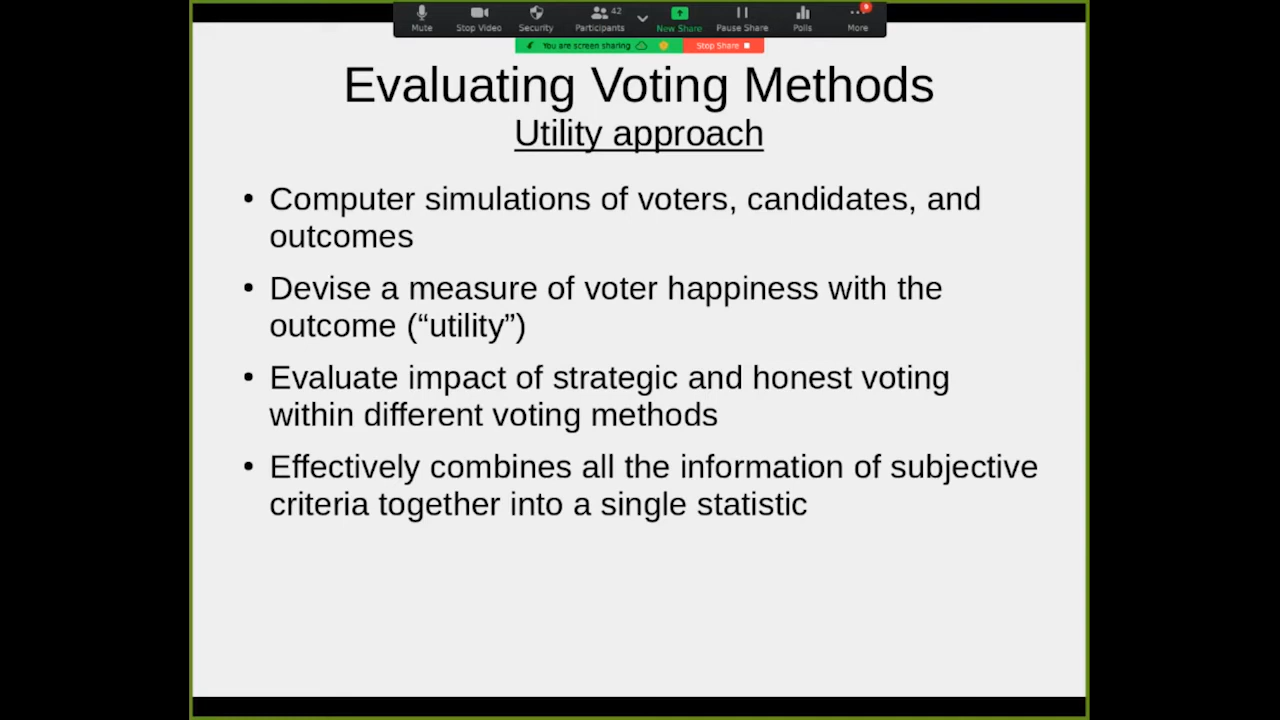 Mute Stop Video Security Participants 42 New Share Pause Share Polls More 9
You are screen sharing Stop Share
Evaluating Voting Methods
Utility approach
• Computer simulations of voters, candidates, and
outcomes
• Devise a measure of voter happiness with the
outcome (“utility”)
• Evaluate impact of strategic and honest voting
within different voting methods
• Effectively combines all the information of subjective
criteria together into a single statistic